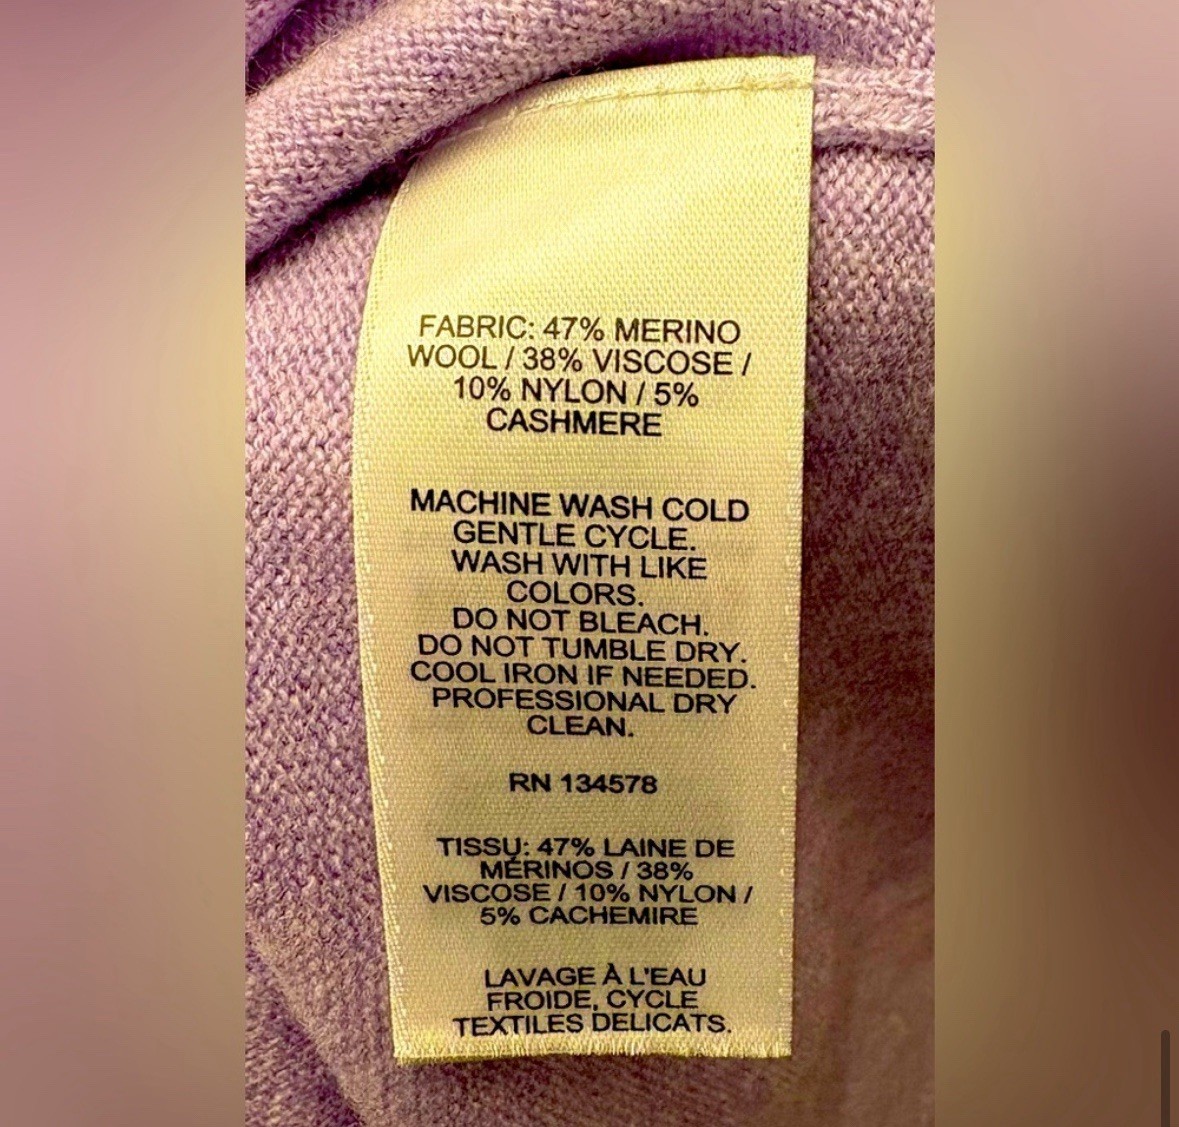 FABRIC: 47% MERINO
WOOL / 38% VISCOSE /
10% NYLON / 5%
CASHMERE
MACHINE WASH COLD
GENTLE CYCLE.
WASH WITH LIKE
COLORS.
DO NOT BLEACH.
DO NOT TUMBLE DRY.
COOL IRON IF NEEDED.
PROFESSIONAL DRY
CLEAN.
RN 134578
TISSU: 47% LAINE DE
MÉRINOS / 38%
VISCOSE / 10% NYLON /
5% CACHEMIRE
LAVAGE À L'EAU
FROIDE, CYCLE
TEXTILES DELICATS.